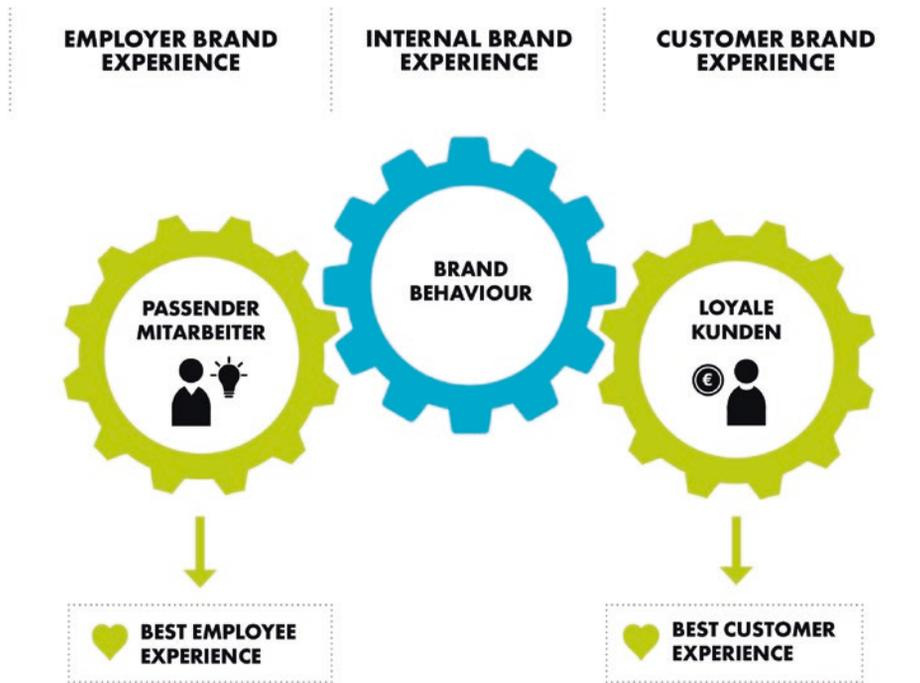 EMPLOYER BRAND
EXPERIENCE
INTERNAL BRAND
EXPERIENCE
CUSTOMER BRAND
EXPERIENCE
PASSENDER
MITARBEITER
BRAND
BEHAVIOUR
LOYALE
KUNDEN
€
BEST EMPLOYEE
EXPERIENCE
BEST CUSTOMER
EXPERIENCE